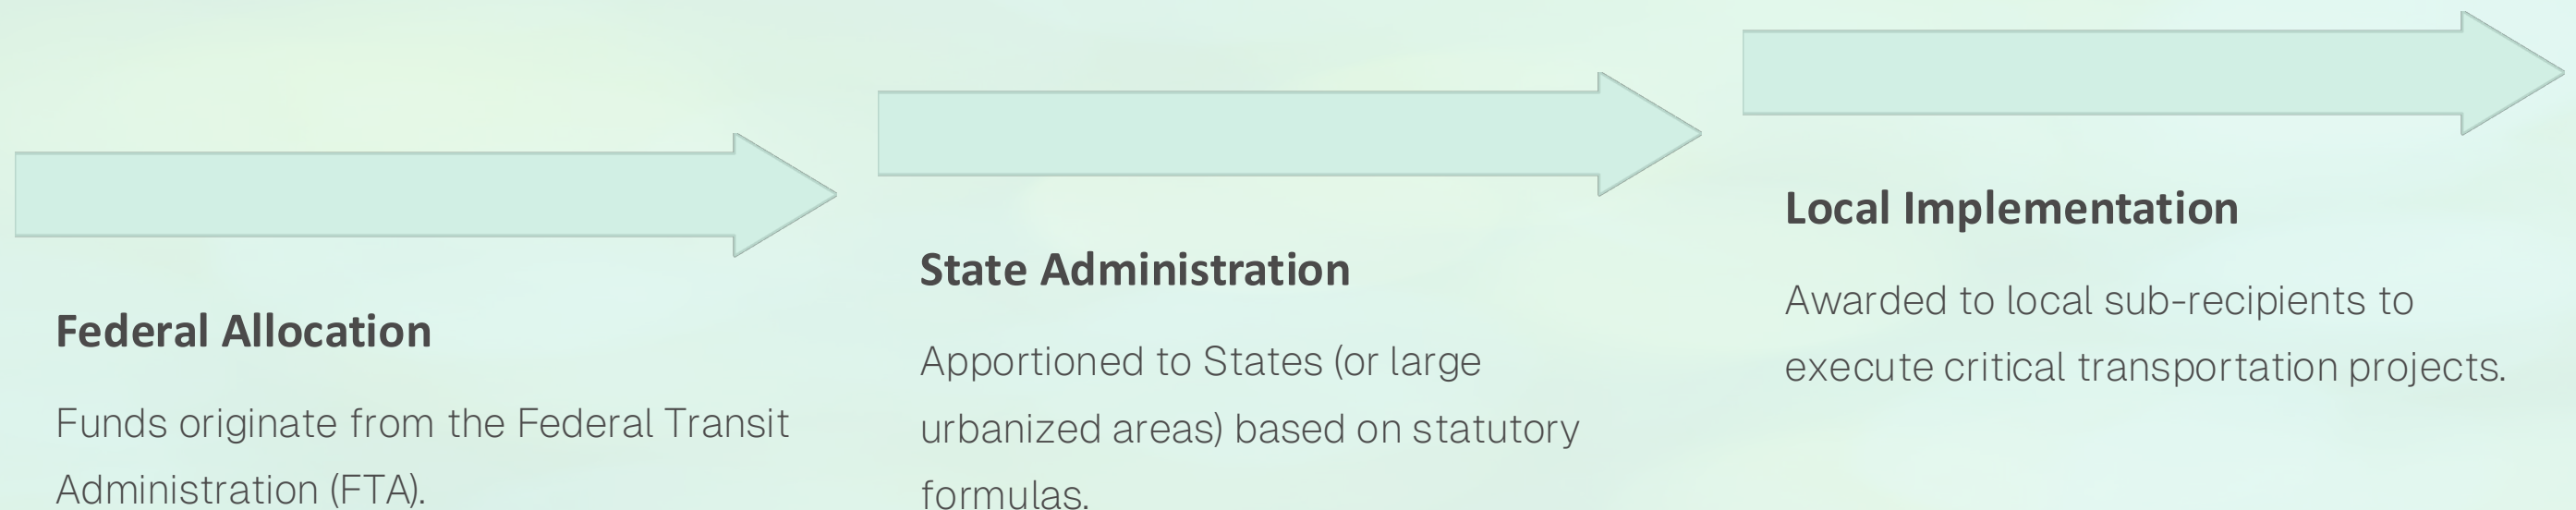 Federal Allocation
Funds originate from the Federal Transit
Administration (FTA).
State Administration
Apportioned to States (or large
urbanized areas) based on statutory
formulas.
Local Implementation
Awarded to local sub-recipients to
execute critical transportation projects.